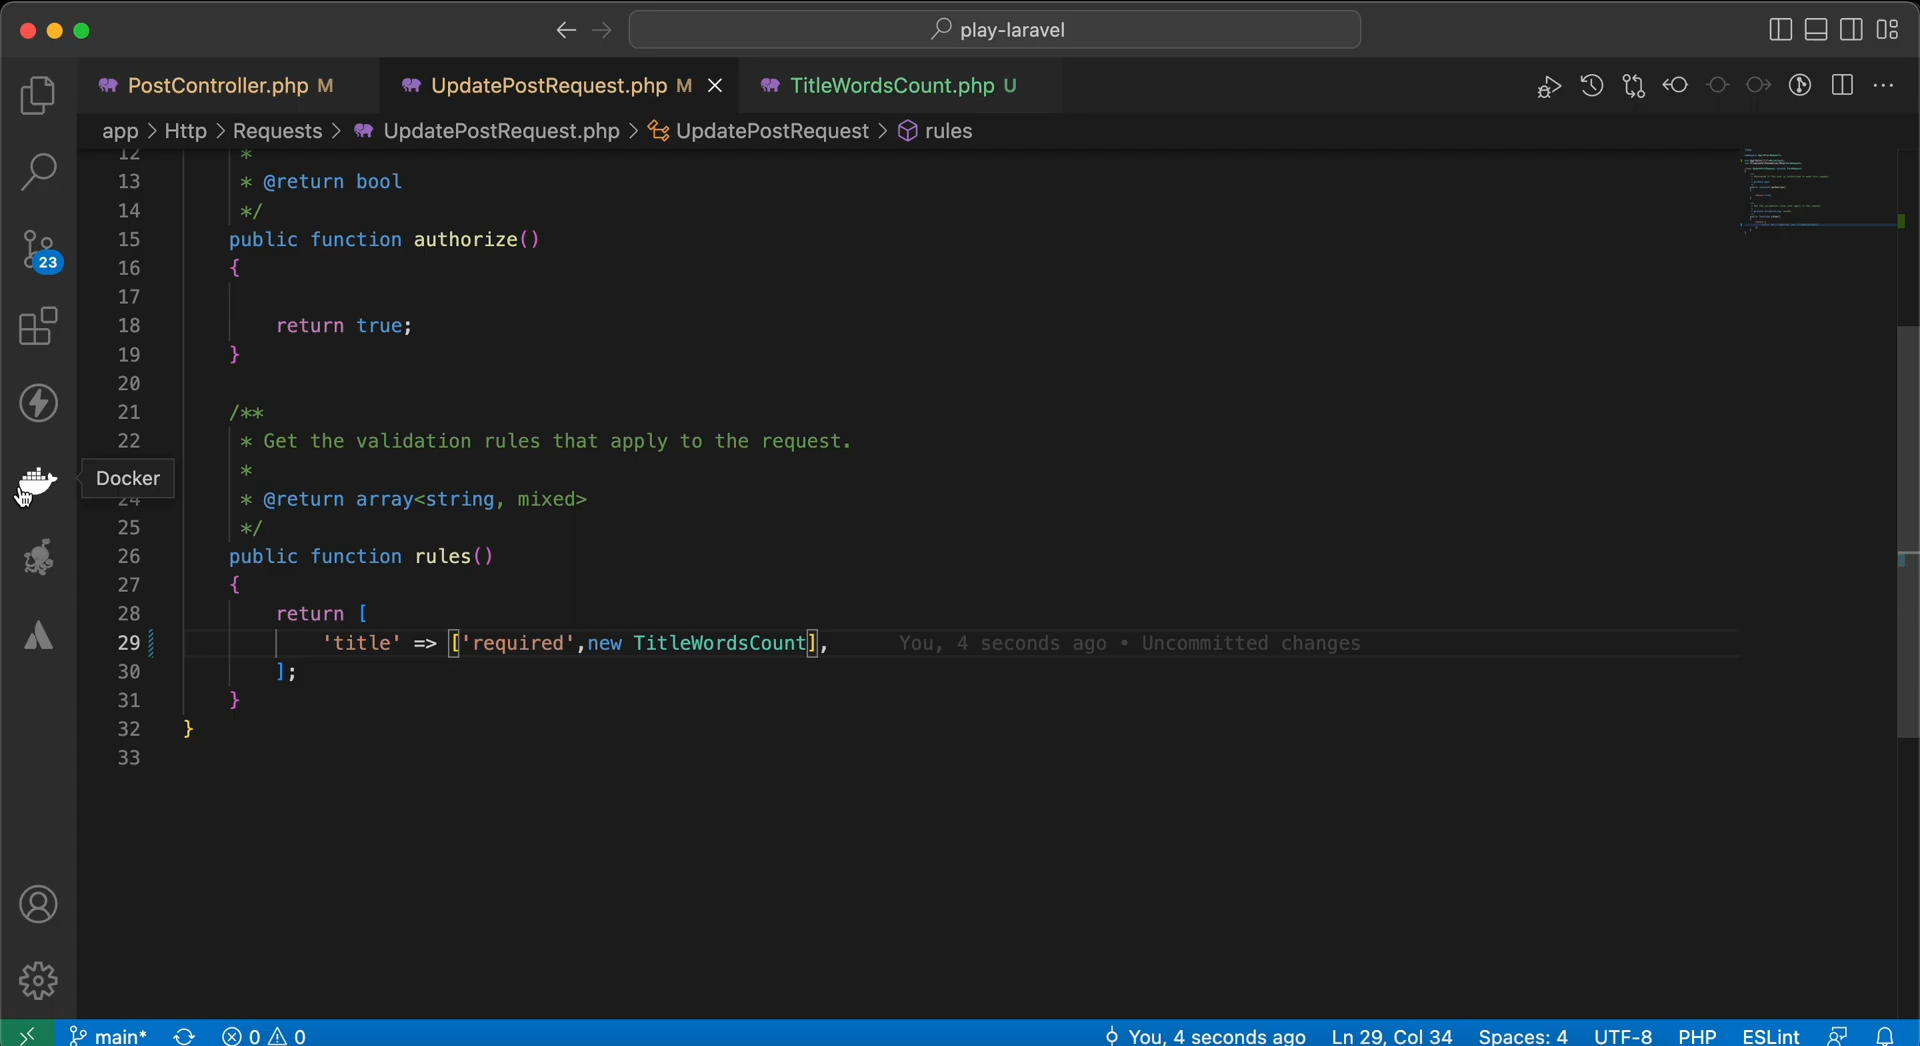 play-laravel
PostController.php M
UpdatePostRequest.php M
TitleWordsCount.php U
app > Http > Requests > UpdatePostRequest.php > UpdatePostRequest > rules
12 *
13 * @return bool
14 */
15 public function authorize()
16 {
17
18 return true;
19 }
20
21 /**
22 * Get the validation rules that apply to the request.
*
24 * @return array<string, mixed>
25 */
26 public function rules()
27 {
28 return [
29 'title' => ['required',new TitleWordsCount], You, 4 seconds ago • Uncommitted changes
30 ];
31 }
32 }
33
23
Docker
main* 0 0 You, 4 seconds ago Ln 29, Col 34 Spaces: 4 UTF-8 PHP ESLint